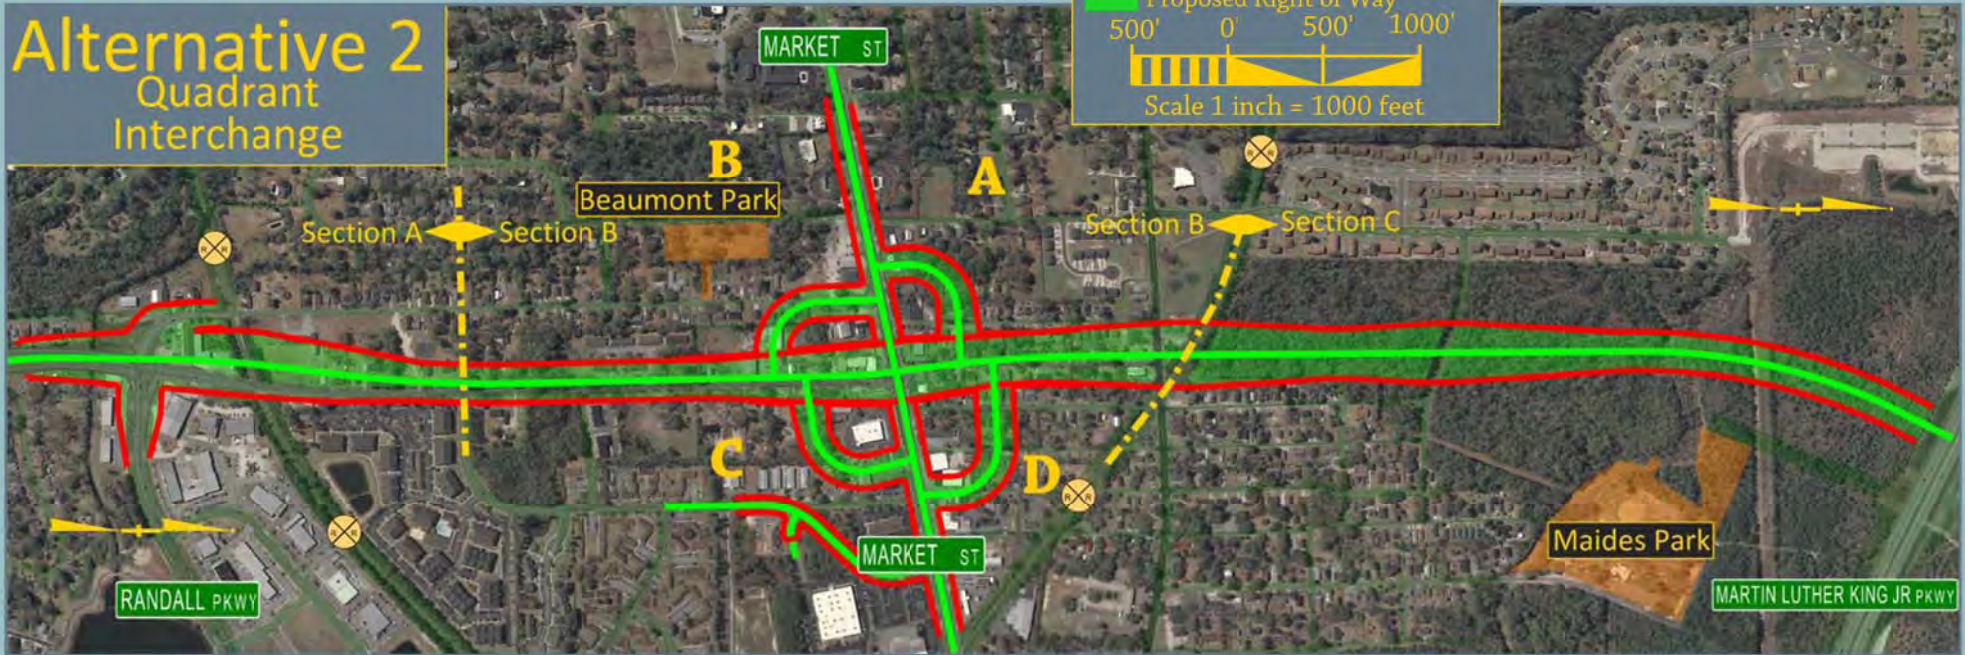 Alternative 2
Quadrant
Interchange
MARKET ST
Proposed Right of Way
500' 0' 500' 1000'
Scale 1 inch = 1000 feet
B
A
Beaumont Park
Section A
Section B
Section B
Section C
R R
R R
C
D
R R
R R
MARKET ST
Maides Park
RANDALL PKWY
MARTIN LUTHER KING JR PKWY